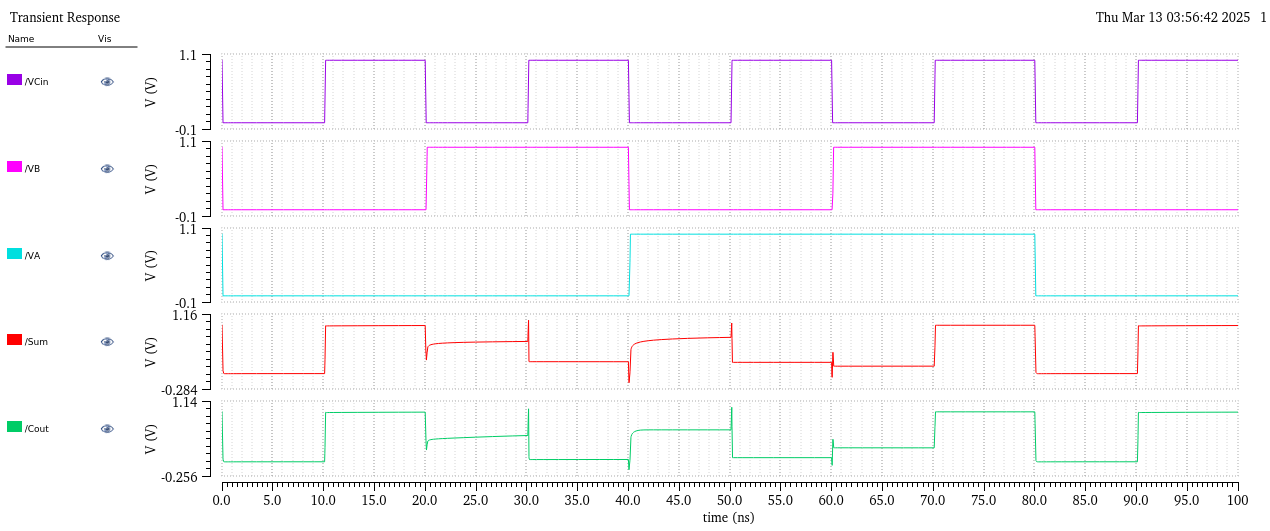 Transient Response
Thu Mar 13 03:56:42 2025 1
Name Vis
/VCin
V (V)
1.1
-0.1
/VB
V (V)
1.1
-0.1
/VA
V (V)
1.1
-0.1
/Sum
V (V)
1.16
-0.284
/Cout
V (V)
1.14
-0.256
0.0 5.0 10.0 15.0 20.0 25.0 30.0 35.0 40.0 45.0 50.0 55.0 60.0 65.0 70.0 75.0 80.0 85.0 90.0 95.0 100
time (ns)